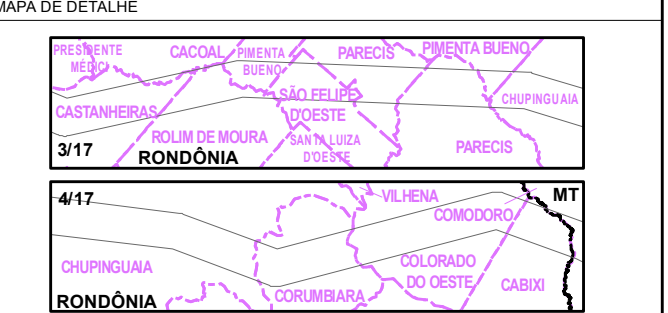 MAPA DE DETALHE
PRESIDENTE
MÉDICI
CACOAL
PIMENTA
BUENO
PARECIS
PIMENTA BUENO
CASTANHEIRAS
SÃO FELIPE
D'OESTE
CHUPINGUAIA
ROLIM DE MOURA
SANTA LUIZA
D'OESTE
PARECIS
3/17
RONDÔNIA
4/17
VILHENA
MT
COMODORO
CHUPINGUAIA
COLORADO
DO OESTE
CABIXI
CORUMBIARA
RONDÔNIA